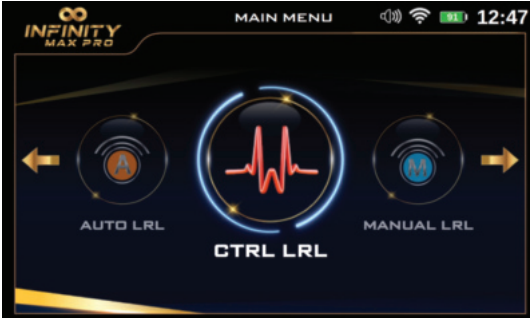 INFINITY
MAX PRO
MAIN MENU
91
12:47
A
M
AUTO LRL
CTRL LRL
MANUAL LRL